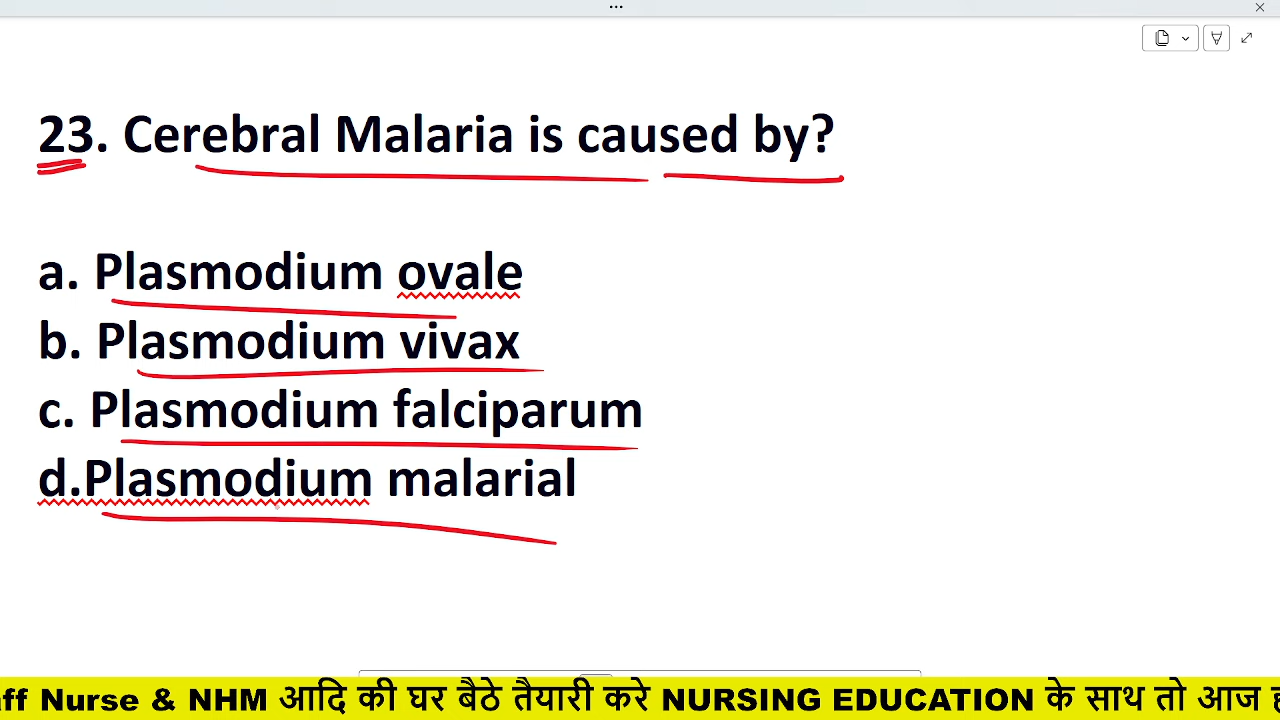 23. Cerebral Malaria is caused by?
a. Plasmodium ovale
b. Plasmodium vivax
c. Plasmodium falciparum
d.Plasmodium malarial
Nurse & NHM आदि की घर बैठे तैयारी करे NURSING EDUCATION के साथ तो आज